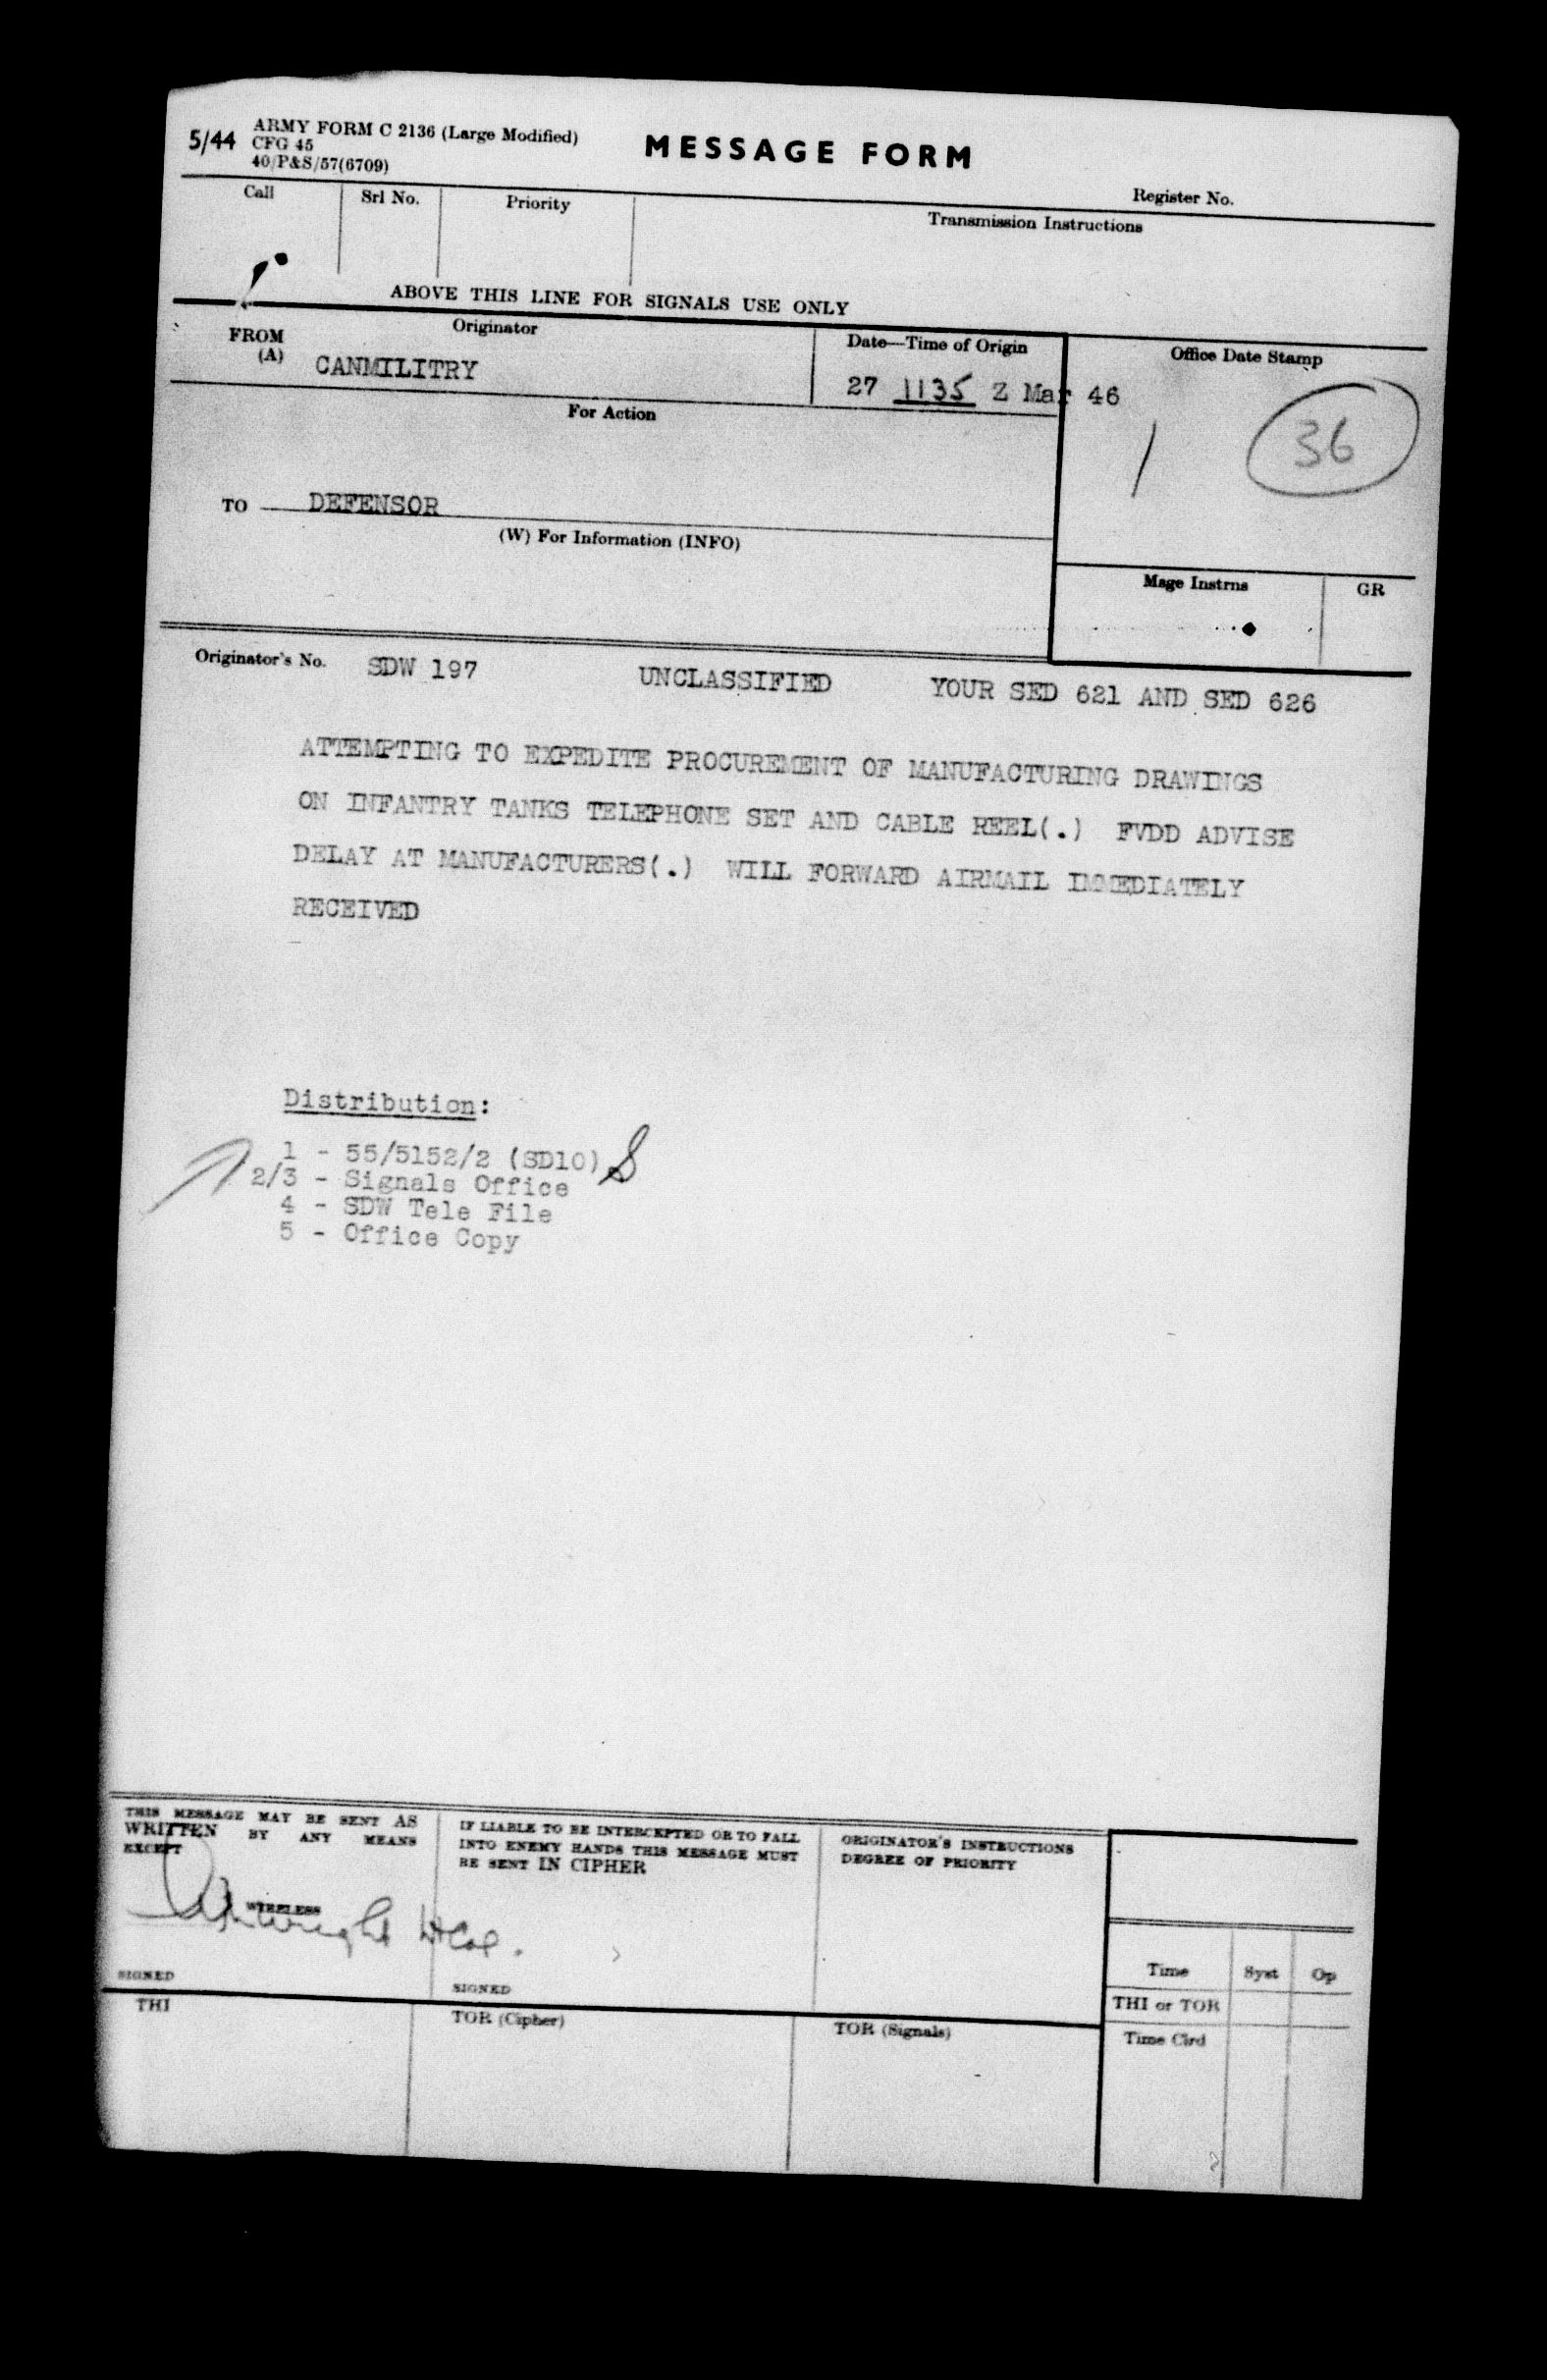 5/44 ARMY FORM C 2136 (Large Modified)
CFG 45
40/P&S/57(6709)
MESSAGE FORM
Register No.
Call Srl No. Priority Transmission Instructions
ABOVE THIS LINE FOR SIGNALS USE ONLY
FROM (A) Originator Date—Time of Origin Office Date Stamp
CANMILITRY 27 1135 Z Mar 46
For Action
36
TO DEFENSOR
(W) For Information (INFO)
Msge Instrns GR
Originator's No. SDW 197 UNCLASSIFIED YOUR SED 621 AND SED 626
ATTEMPTING TO EXPEDITE PROCUREMENT OF MANUFACTURING DRAWINGS
ON INFANTRY TANKS TELEPHONE SET AND CABLE REEL(.) FVDD ADVISE
DELAY AT MANUFACTURERS(.) WILL FORWARD AIRMAIL IMMEDIATELY
RECEIVED
Distribution:
1 - 55/5152/2 (SD10)
2/3 - Signals Office
4 - SDW Tele File
5 - Office Copy
THIS MESSAGE MAY BE SENT AS
WRITTEN BY ANY MEANS
EXCEPT
WIRELESS
SIGNED
IF LIABLE TO BE INTERCEPTED OR TO FALL
INTO ENEMY HANDS THIS MESSAGE MUST
BE SENT IN CIPHER
SIGNED
ORIGINATOR'S INSTRUCTIONS
DEGREE OF PRIORITY
Time Syst Op
THI or TOR
Time Clrd
THI TOR (Cipher) TOR (Signals)